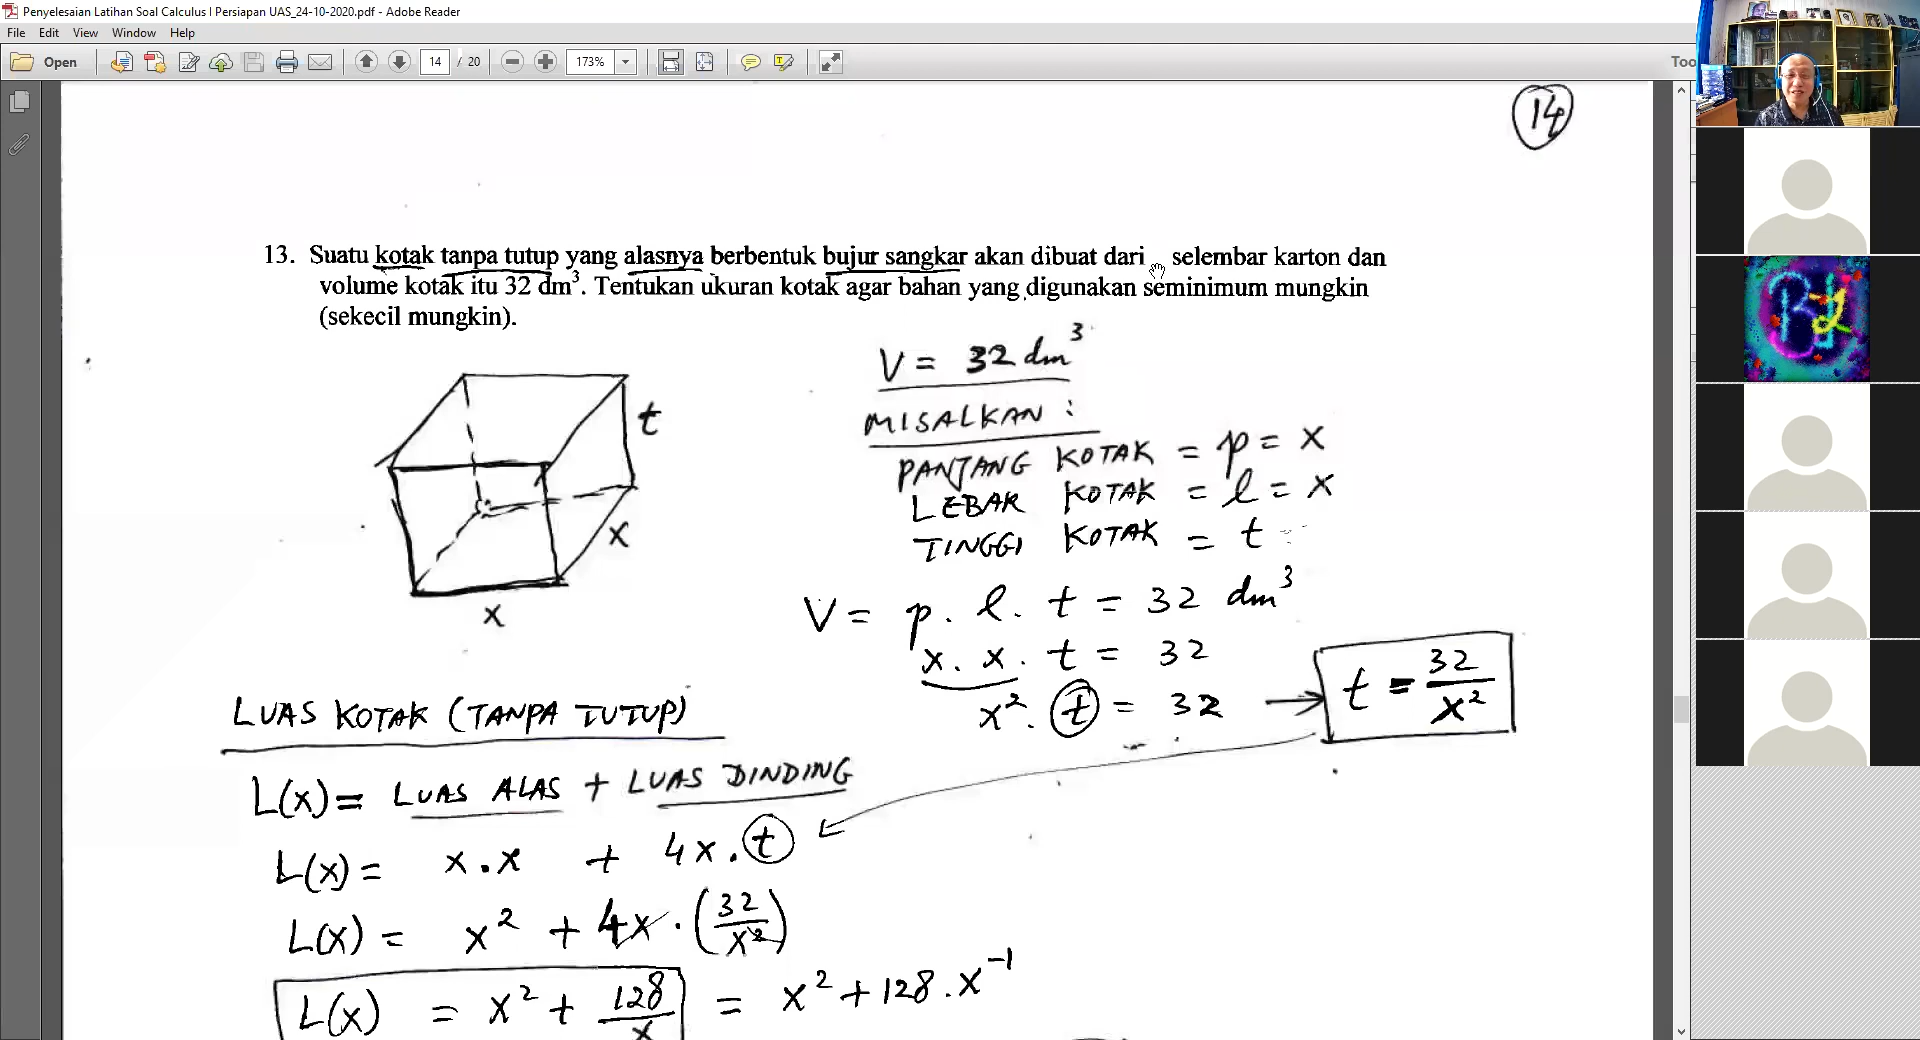 Penyelesaian Latihan Soal Calculus I Persiapan UAS_24-10-2020.pdf - Adobe Reader
File Edit View Window Help
Open 14 / 20 173% Too
14
13. Suatu kotak tanpa tutup yang alasnya berbentuk bujur sangkar akan dibuat dari selembar karton dan
volume kotak itu 32 dm³. Tentukan ukuran kotak agar bahan yang digunakan seminimum mungkin
(sekecil mungkin).
t
x
x
V = 32 dm³
MISALKAN :
PANJANG KOTAK = p = x
LEBAR KOTAK = l = x
TINGGI KOTAK = t
V = p . l . t = 32 dm³
x . x . t = 32
x² . t = 32 → t = 32/x²
LUAS KOTAK (TANPA TUTUP)
L(x) = LUAS ALAS + LUAS DINDING
L(x) = x . x + 4x . t
L(x) = x² + 4x . (32/x²)
L(x) = x² + 128/x = x² + 128 . x⁻¹